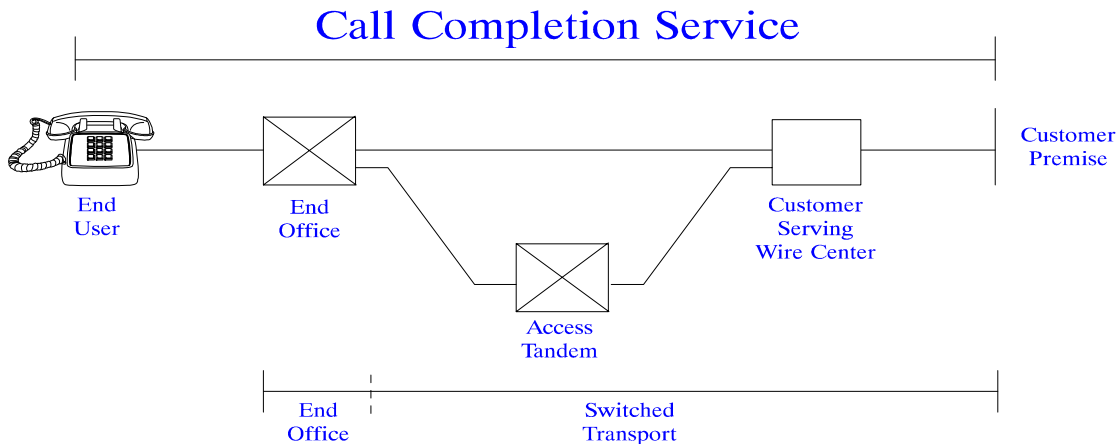 Call Completion Service
Customer
Premise
End
User
End
Office
Customer
Serving
Wire Center
Access
Tandem
End
Office
Switched
Transport